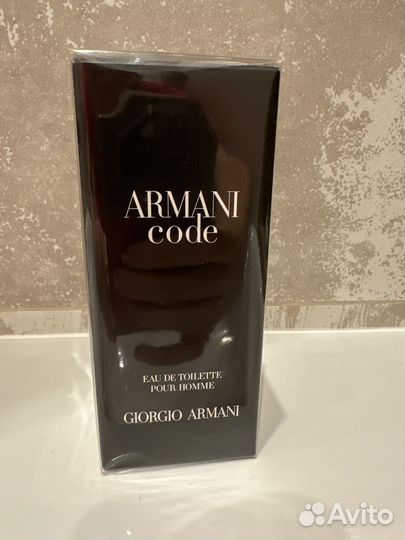 ARMANI
code
EAU DE TOILETTE
POUR HOMME
GIORGIO ARMANI
Avito